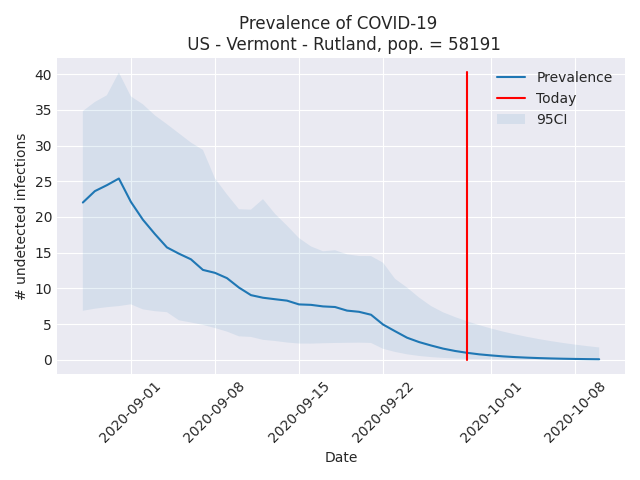 Prevalence of COVID-19
US - Vermont - Rutland, pop. = 58191
Prevalence
Today
95CI
# undetected infections
40
35
30
25
20
15
10
5
0
2020-09-01
2020-09-08
2020-09-15
2020-09-22
2020-10-01
2020-10-08
Date